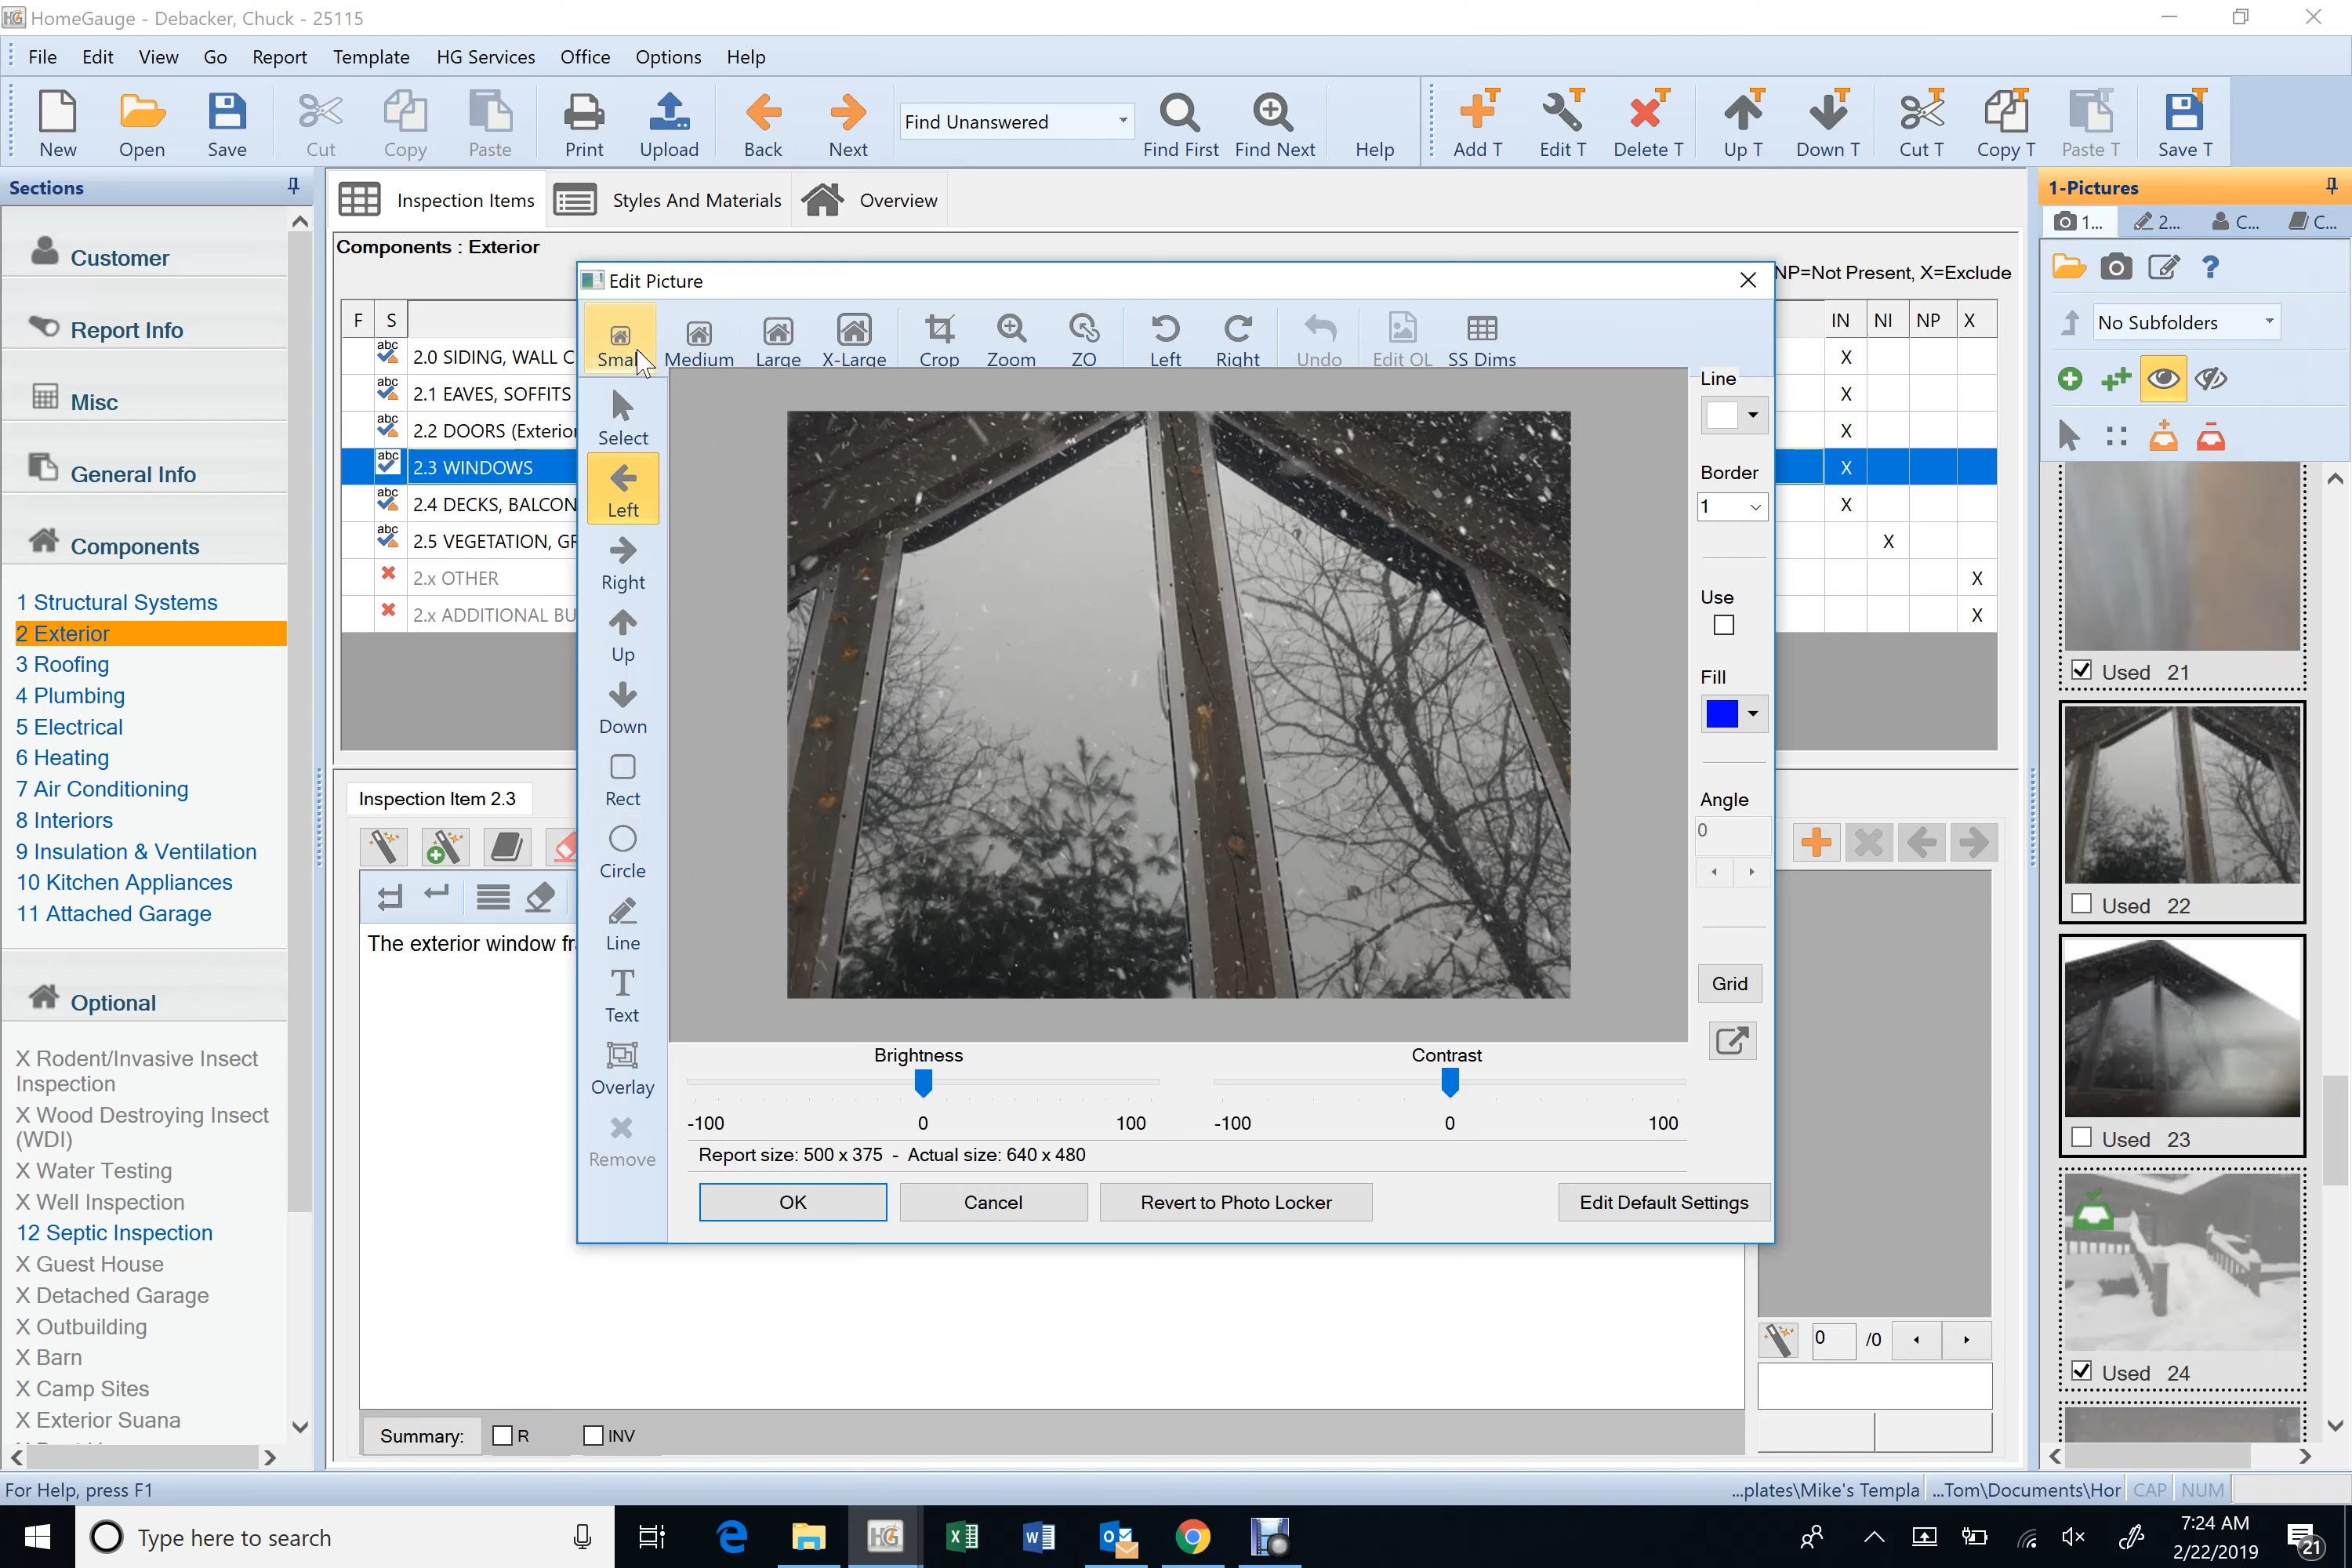 HomeGauge - Debacker, Chuck - 25115
File Edit View Go Report Template HG Services Office Options Help
New Open Save Cut Copy Paste Print Upload Back Next Find Unanswered Find First Find Next Help Add T Edit T Delete T Up T Down T Cut T Copy T Paste T Save T
Sections
Customer
Report Info
Misc
General Info
Components
1 Structural Systems
2 Exterior
3 Roofing
4 Plumbing
5 Electrical
6 Heating
7 Air Conditioning
8 Interiors
9 Insulation & Ventilation
10 Kitchen Appliances
11 Attached Garage
Optional
X Rodent/Invasive Insect
Inspection
X Wood Destroying Insect
(WDI)
X Water Testing
X Well Inspection
12 Septic Inspection
X Guest House
X Detached Garage
X Outbuilding
X Barn
X Camp Sites
X Exterior Suana
Inspection Items Styles And Materials Overview
Components : Exterior
NP=Not Present, X=Exclude
F S IN NI NP X
abc 2.0 SIDING, WALL C X
abc 2.1 EAVES, SOFFITS X
abc 2.2 DOORS (Exterior X
abc 2.3 WINDOWS X
abc 2.4 DECKS, BALCON X
abc 2.5 VEGETATION, GR X
2.x OTHER X
2.x ADDITIONAL BU X
Inspection Item 2.3
The exterior window fr
Summary: R INV
0 /0
Edit Picture
Small Medium Large X-Large Crop Zoom ZO Left Right Undo Edit OL SS Dims
Select
Left
Right
Up
Down
Rect
Circle
Line
Text
Overlay
Remove
Line
Border
1
Use
Fill
Angle
0
Grid
Brightness Contrast
-100 0 100 -100 0 100
Report size: 500 x 375 - Actual size: 640 x 480
OK Cancel Revert to Photo Locker Edit Default Settings
1-Pictures
1... 2... C... C...
No Subfolders
Used 21
Used 22
Used 23
Used 24
For Help, press F1
...plates\Mike's Templa ...Tom\Documents\Hor CAP NUM
Type here to search
7:24 AM
2/22/2019
21